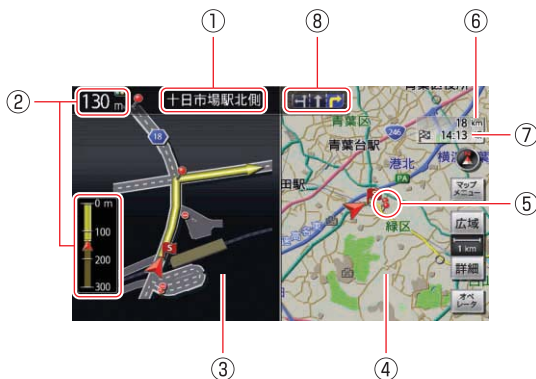 ① ⑧ ⑥
②
130 m
十日市場駅北側
青葉区
18 km
14:13
⑦
18
246
青葉台駅
港北
PA
マップ
メニュー
田駅
⑤
0 m
100
200
300
S
緑区
広域
1 km
詳細
オペ
レータ
③
④